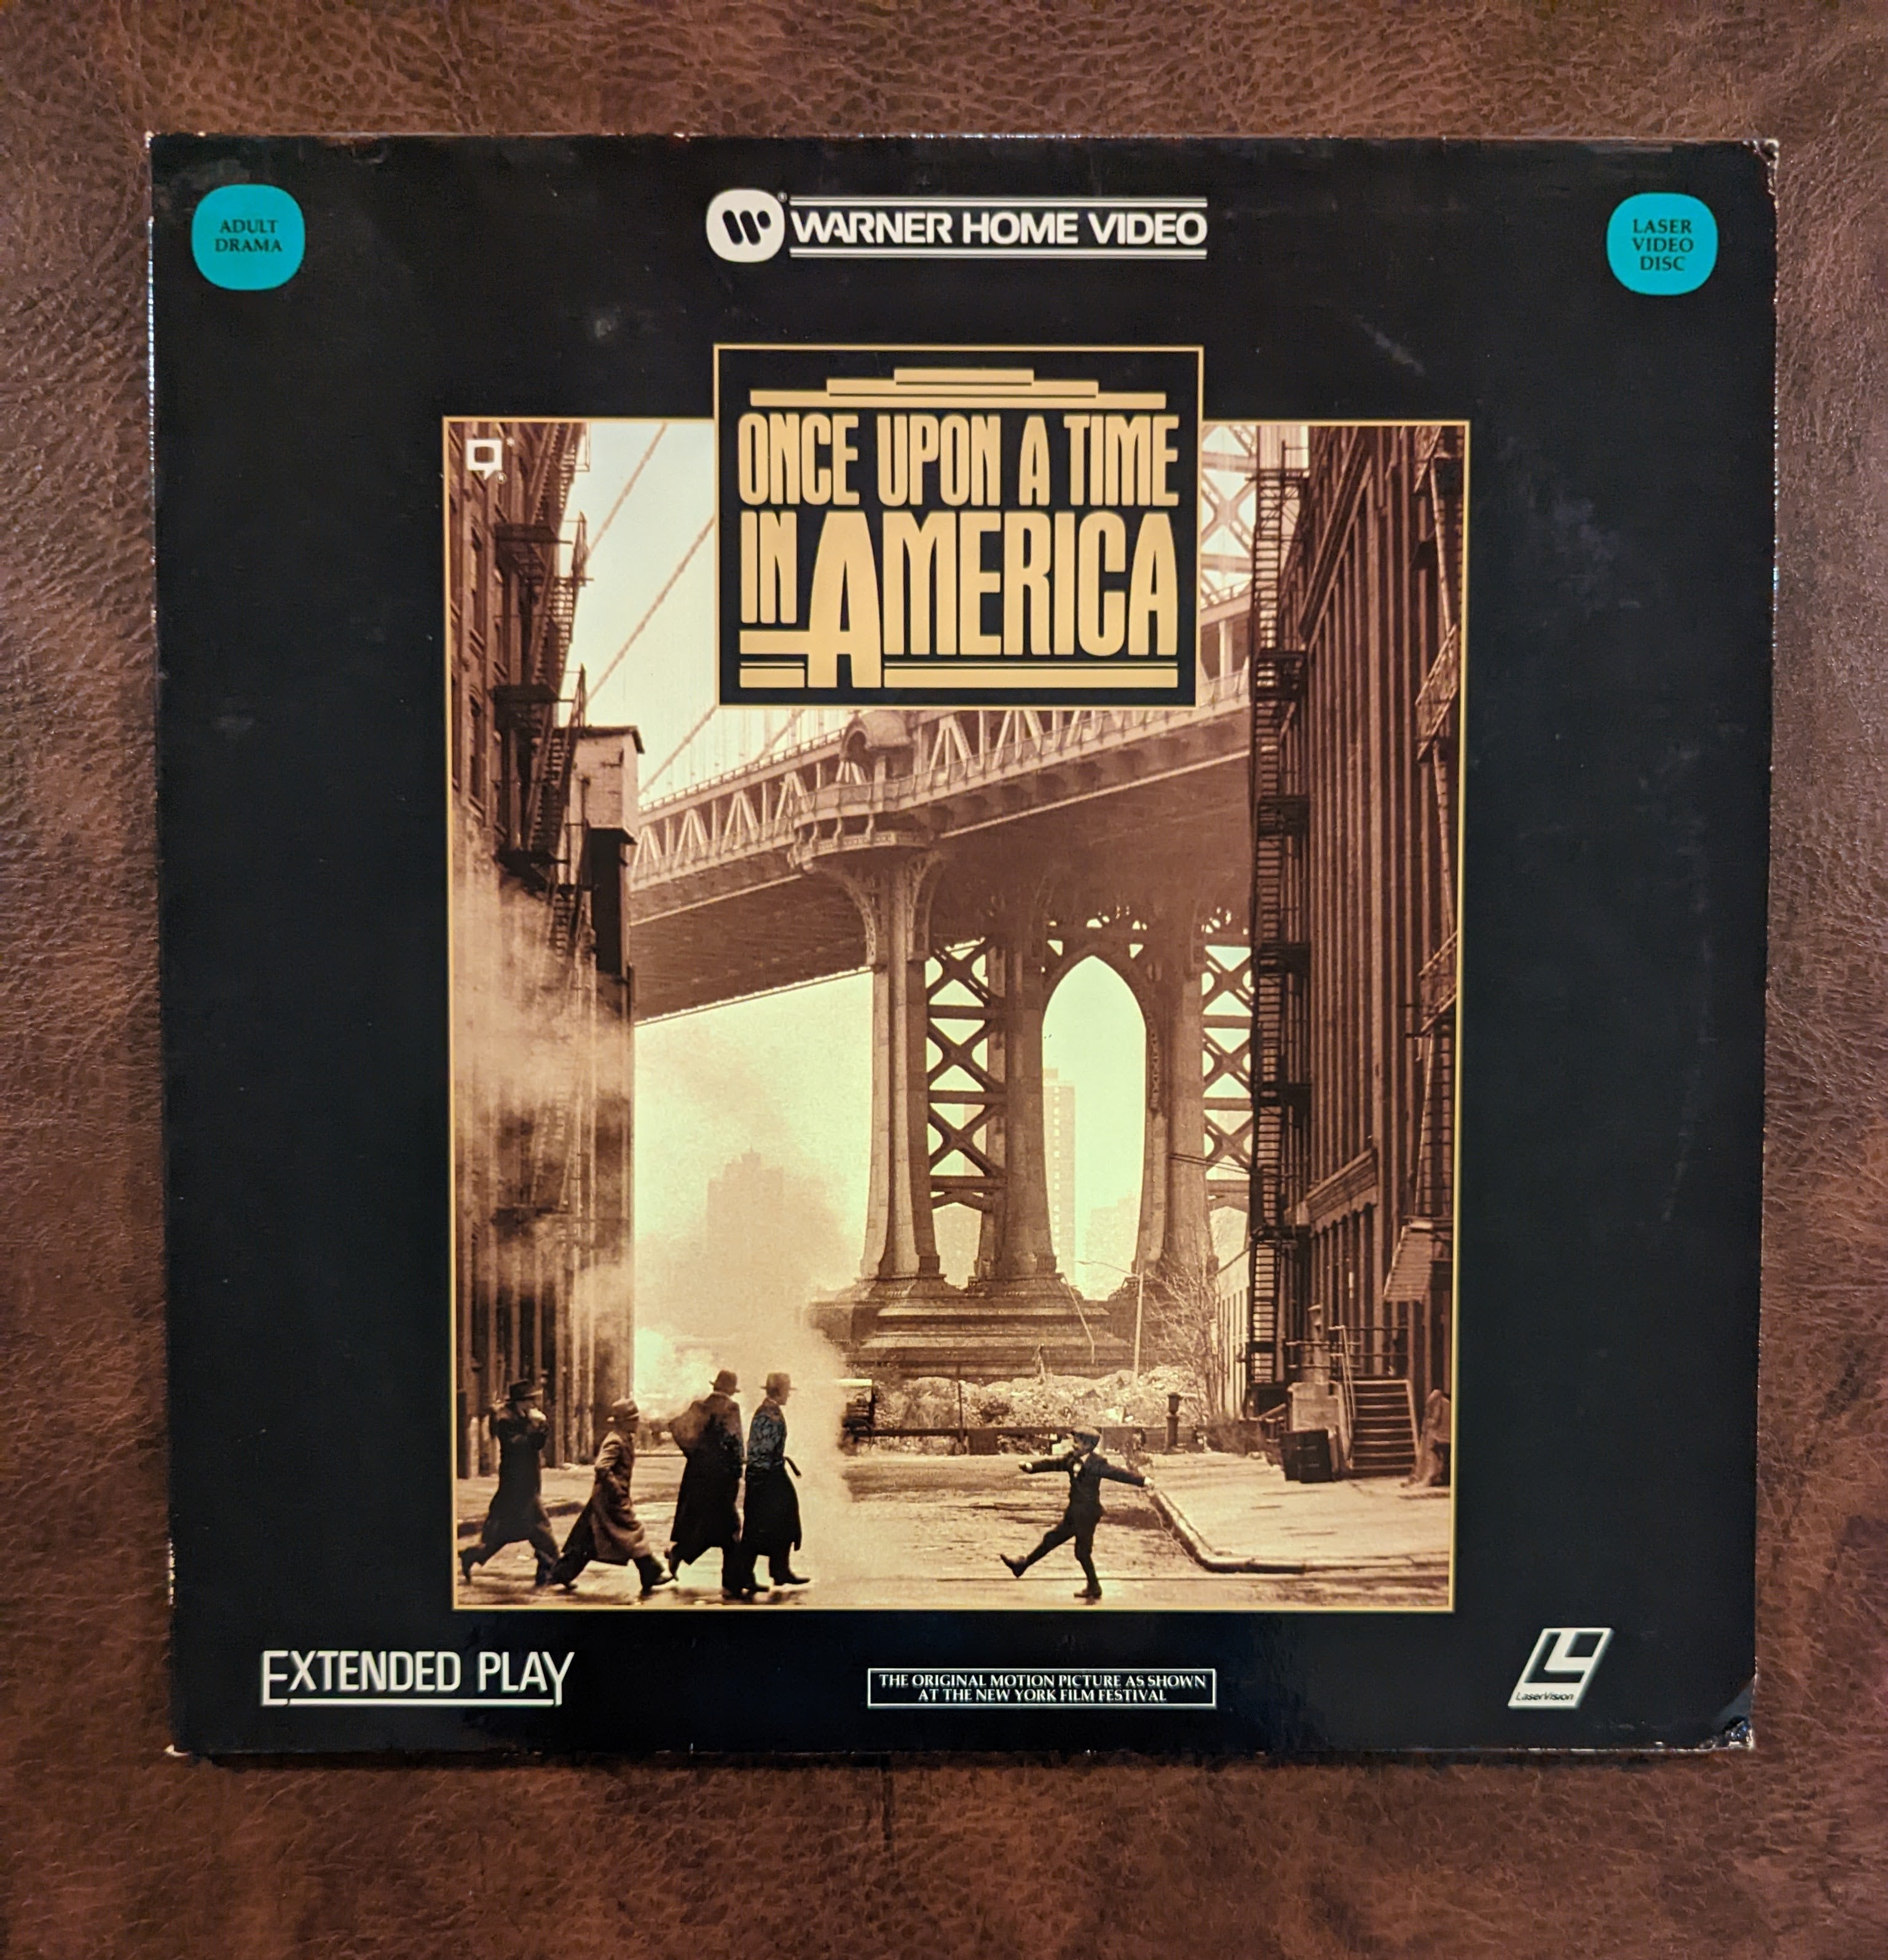 ADULT
DRAMA
WARNER HOME VIDEO
LASER
VIDEO
DISC
ONCE UPON A TIME
IN AMERICA
EXTENDED PLAY
THE ORIGINAL MOTION PICTURE AS SHOWN
AT THE NEW YORK FILM FESTIVAL
LaserVision